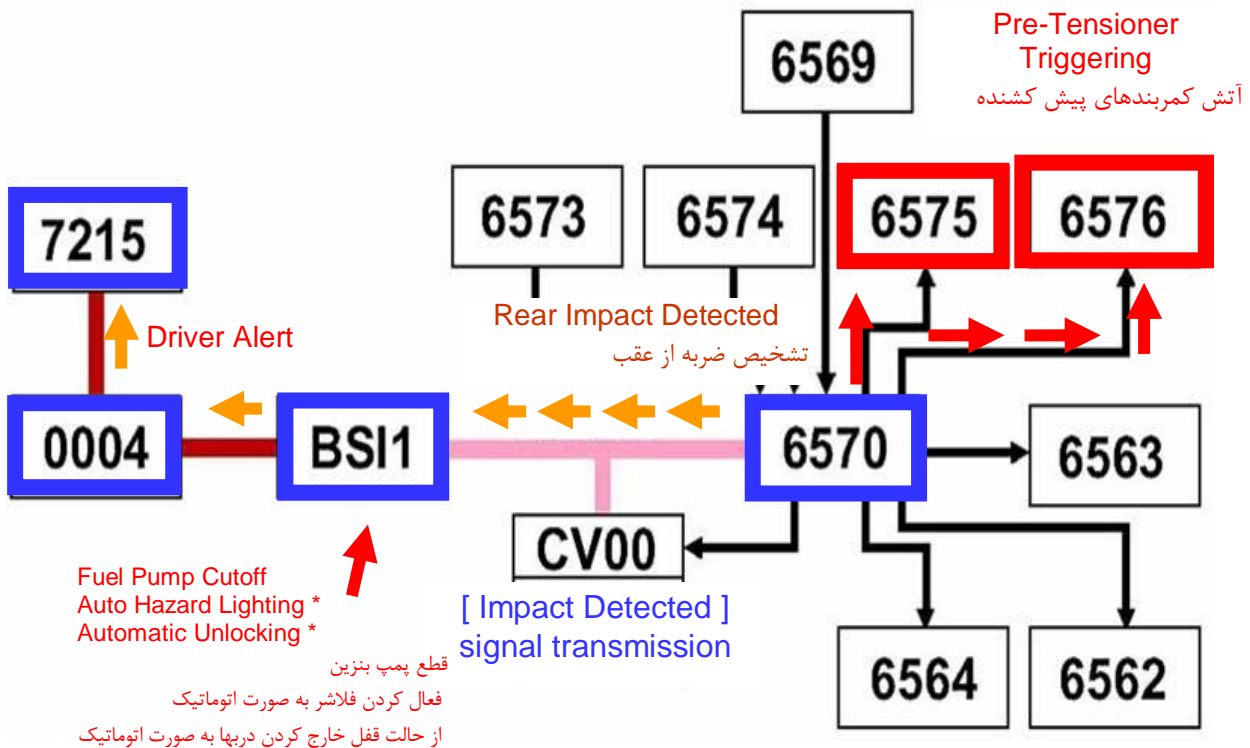 6569
Pre-Tensioner
Triggering
آتش کمربندهای پیش کشنده
6573
6574
6575
6576
7215
Rear Impact Detected
تشخیص ضربه از عقب
Driver Alert
0004
BSI1
6570
6563
CV00
Fuel Pump Cutoff
Auto Hazard Lighting *
Automatic Unlocking *
[ Impact Detected ]
signal transmission
قطع پمپ بنزین
فعال کردن فلاشر به صورت اتوماتیک
از حالت قفل خارج کردن دربها به صورت اتوماتیک
6564
6562